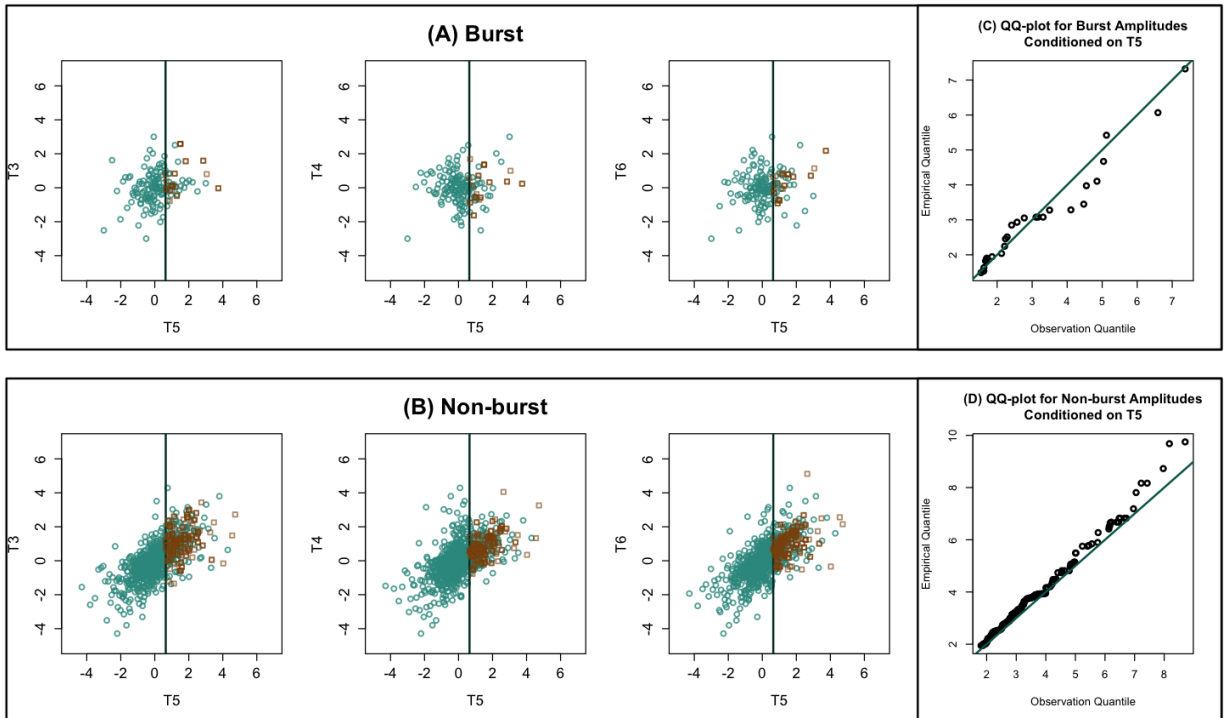 (A) Burst
T3
6
4
2
0
-2
-4
-4 -2 0 2 4 6
T5
T4
6
4
2
0
-2
-4
-4 -2 0 2 4 6
T5
T6
6
4
2
0
-2
-4
-4 -2 0 2 4 6
T5
(C) QQ-plot for Burst Amplitudes
Conditioned on T5
Empirical Quantile
7
6
5
4
3
2
2 3 4 5 6 7
Observation Quantile
(B) Non-burst
T3
6
4
2
0
-2
-4
-4 -2 0 2 4 6
T5
T4
6
4
2
0
-2
-4
-4 -2 0 2 4 6
T5
T6
6
4
2
0
-2
-4
-4 -2 0 2 4 6
T5
(D) QQ-plot for Non-burst Amplitudes
Conditioned on T5
Empirical Quantile
10
8
6
4
2
2 3 4 5 6 7 8
Observation Quantile